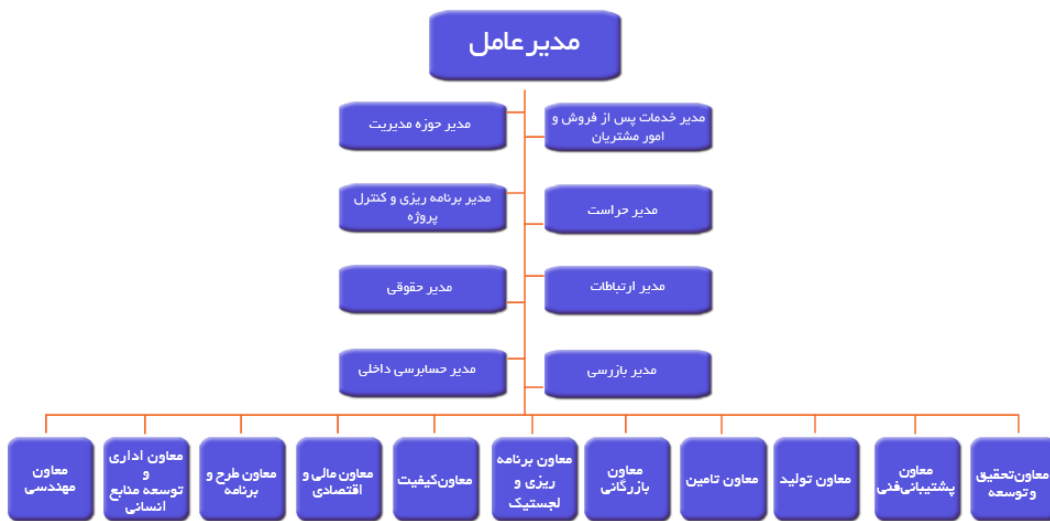 مدیر عامل
مدیر خدمات پس از فروش و
امور مشتریان
مدیر حوزه مدیریت
مدیر حراست
مدیر برنامه ریزی و کنترل
پروژه
مدیر ارتباطات
مدیر حقوقی
مدیر بازرسی
مدیر حسابرسی داخلی
معاون تحقیق
و توسعه
معاون
پشتیبانی فنی
معاون تولید
معاون تامین
معاون
بازرگانی
معاون برنامه
ریزی و
لجستیک
معاون کیفیت
معاون مالی و
اقتصادی
معاون طرح و
برنامه
معاون اداری
و
توسعه منابع
انسانی
معاون
مهندسی